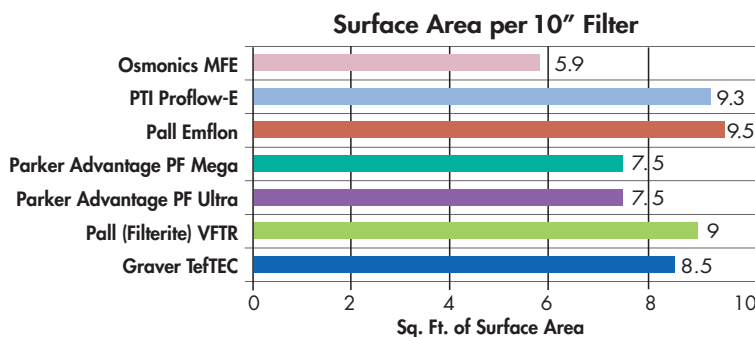 Surface Area per 10” Filter
Osmonics MFE 5.9
PTI Proflow-E 9.3
Pall Emflon 9.5
Parker Advantage PF Mega 7.5
Parker Advantage PF Ultra 7.5
Pall (Filterite) VFTR 9
Graver TefTEC 8.5
0 2 4 6 8 10
Sq. Ft. of Surface Area